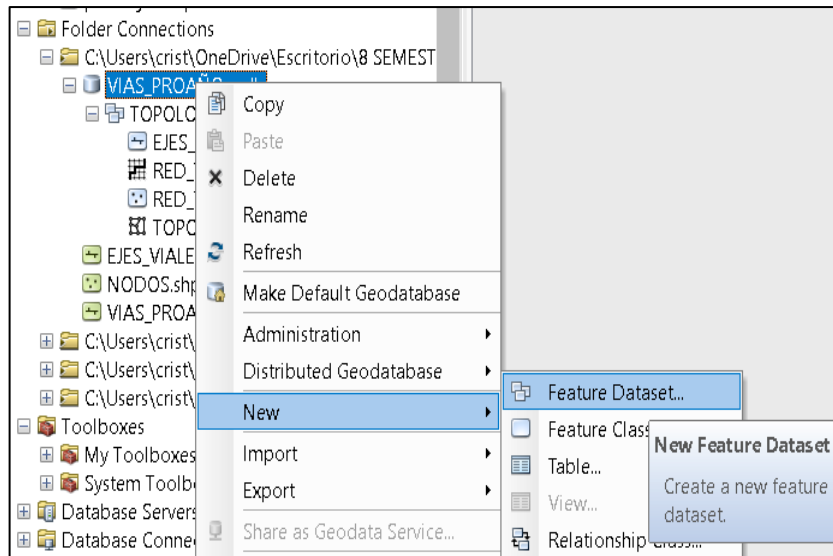 Folder Connections
C:\Users\crist\OneDrive\Escritorio\8 SEMEST
VIAS_PROAÑO
TOPOLO
EJES_
RED_
RED_
TOPO
EJES_VIALE
NODOS.shp
VIAS_PROA
C:\Users\crist\
C:\Users\crist\
C:\Users\crist\
Toolboxes
My Toolboxes
System Toolb
Database Servers
Database Connec
Copy
Paste
Delete
Rename
Refresh
Make Default Geodatabase
Administration
Distributed Geodatabase
New
Import
Export
Share as Geodata Service...
Feature Dataset...
Feature Class
Table...
View...
Relationship Class...
New Feature Dataset
Create a new feature
dataset.